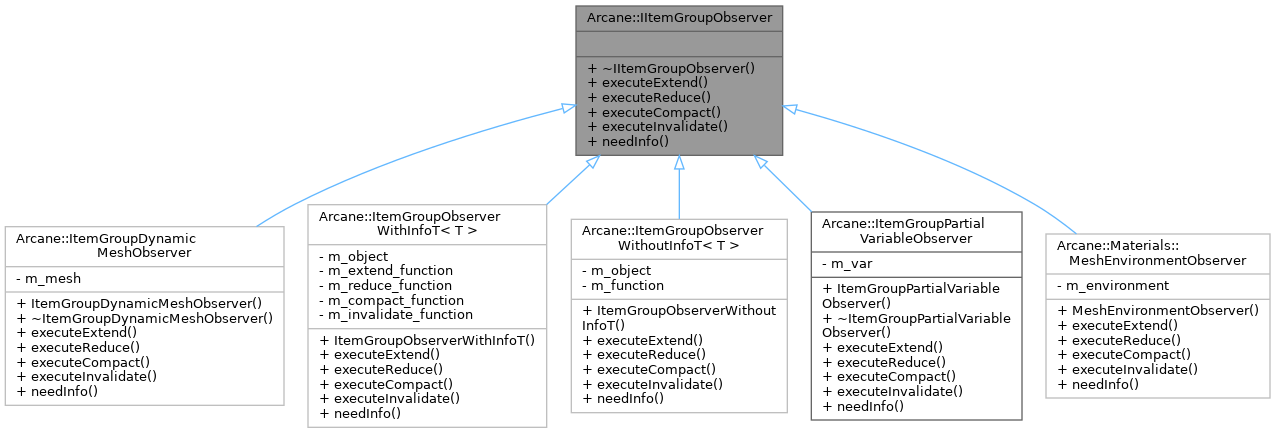 Arcane::IItemGroupObserver
+ ~IItemGroupObserver()
+ executeExtend()
+ executeReduce()
+ executeCompact()
+ executeInvalidate()
+ needInfo()
Arcane::ItemGroupDynamic
MeshObserver
- m_mesh
+ ItemGroupDynamicMeshObserver()
+ ~ItemGroupDynamicMeshObserver()
+ executeExtend()
+ executeReduce()
+ executeCompact()
+ executeInvalidate()
+ needInfo()
Arcane::ItemGroupObserver
WithInfoT< T >
- m_object
- m_extend_function
- m_reduce_function
- m_compact_function
- m_invalidate_function
+ ItemGroupObserverWithInfoT()
+ executeExtend()
+ executeReduce()
+ executeCompact()
+ executeInvalidate()
+ needInfo()
Arcane::ItemGroupObserver
WithoutInfoT< T >
- m_object
- m_function
+ ItemGroupObserverWithout
InfoT()
+ executeExtend()
+ executeReduce()
+ executeCompact()
+ executeInvalidate()
+ needInfo()
Arcane::ItemGroupPartial
VariableObserver
- m_var
+ ItemGroupPartialVariable
Observer()
+ ~ItemGroupPartialVariable
Observer()
+ executeExtend()
+ executeReduce()
+ executeCompact()
+ executeInvalidate()
+ needInfo()
Arcane::Materials::
MeshEnvironmentObserver
- m_environment
+ MeshEnvironmentObserver()
+ executeExtend()
+ executeReduce()
+ executeCompact()
+ executeInvalidate()
+ needInfo()